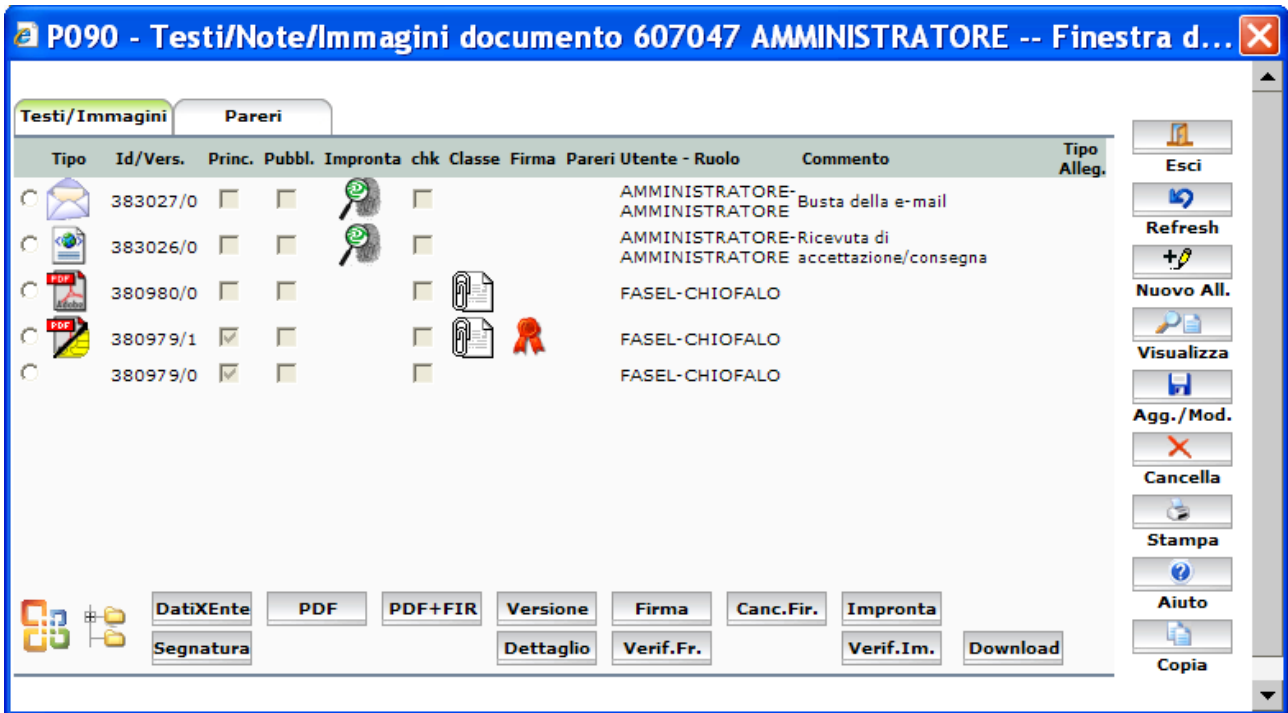 P090 - Testi/Note/Immagini documento 607047 AMMINISTRATORE -- Finestra d...
Testi/Immagini Pareri
Tipo Id/Vers. Princ. Pubbl. Impronta chk Classe Firma Pareri Utente - Ruolo Commento Tipo Alleg.
383027/0 AMMINISTRATORE- AMMINISTRATORE Busta della e-mail
383026/0 AMMINISTRATORE- AMMINISTRATORE Ricevuta di accettazione/consegna
PDF Adobe 380980/0 FASEL-CHIOFALO
PDF 380979/1 FASEL-CHIOFALO
380979/0 FASEL-CHIOFALO
DatiXEnte PDF PDF+FIR Versione Firma Canc.Fir. Impronta
Segnatura Dettaglio Verif.Fr. Verif.Im. Download
Esci
Refresh
Nuovo All.
Visualizza
Agg./Mod.
Cancella
Stampa
Aiuto
Copia